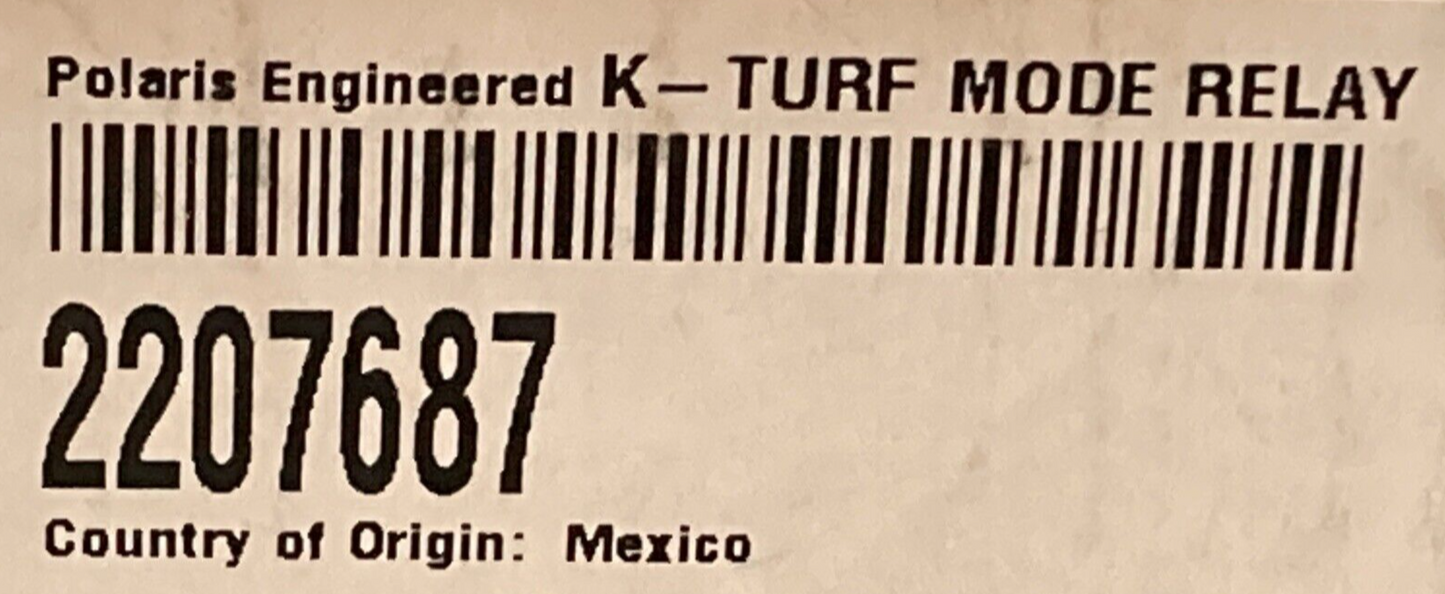 Polaris Engineered K-TURF MODE RELAY
2207687
Country of Origin: Mexico